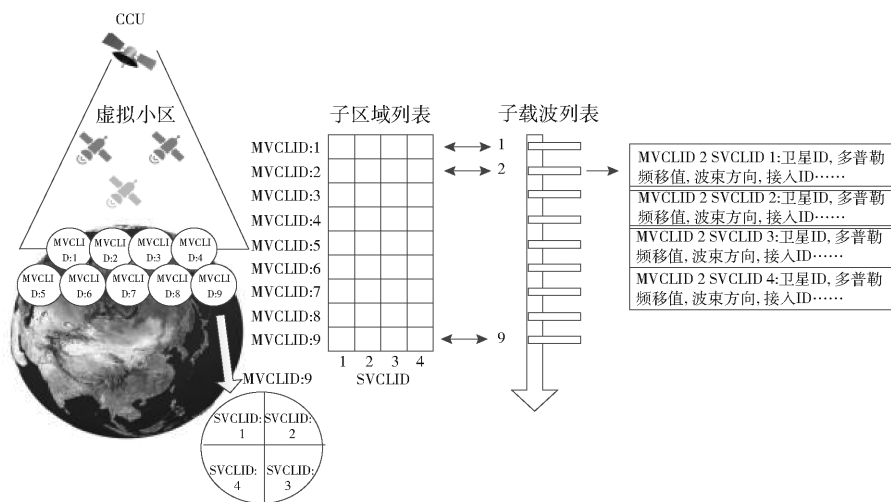 CCU
虚拟小区
MVCLI
D:1
MVCLI
D:2
MVCLI
D:3
MVCLI
D:4
MVCLI
D:5
MVCLI
D:6
MVCLI
D:7
MVCLI
D:8
MVCLI
D:9
MVCLID:9
SVCLID:
1
SVCLID:
2
SVCLID:
4
SVCLID:
3
子区域列表
MVCLID:1
MVCLID:2
MVCLID:3
MVCLID:4
MVCLID:5
MVCLID:6
MVCLID:7
MVCLID:8
MVCLID:9
1 2 3 4
SVCLID
子载波列表
1
2
9
MVCLID 2 SVCLID 1:卫星ID, 多普勒
频移值, 波束方向, 接入ID……
MVCLID 2 SVCLID 2:卫星ID, 多普勒
频移值, 波束方向, 接入ID……
MVCLID 2 SVCLID 3:卫星ID, 多普勒
频移值, 波束方向, 接入ID……
MVCLID 2 SVCLID 4:卫星ID, 多普勒
频移值, 波束方向, 接入ID……